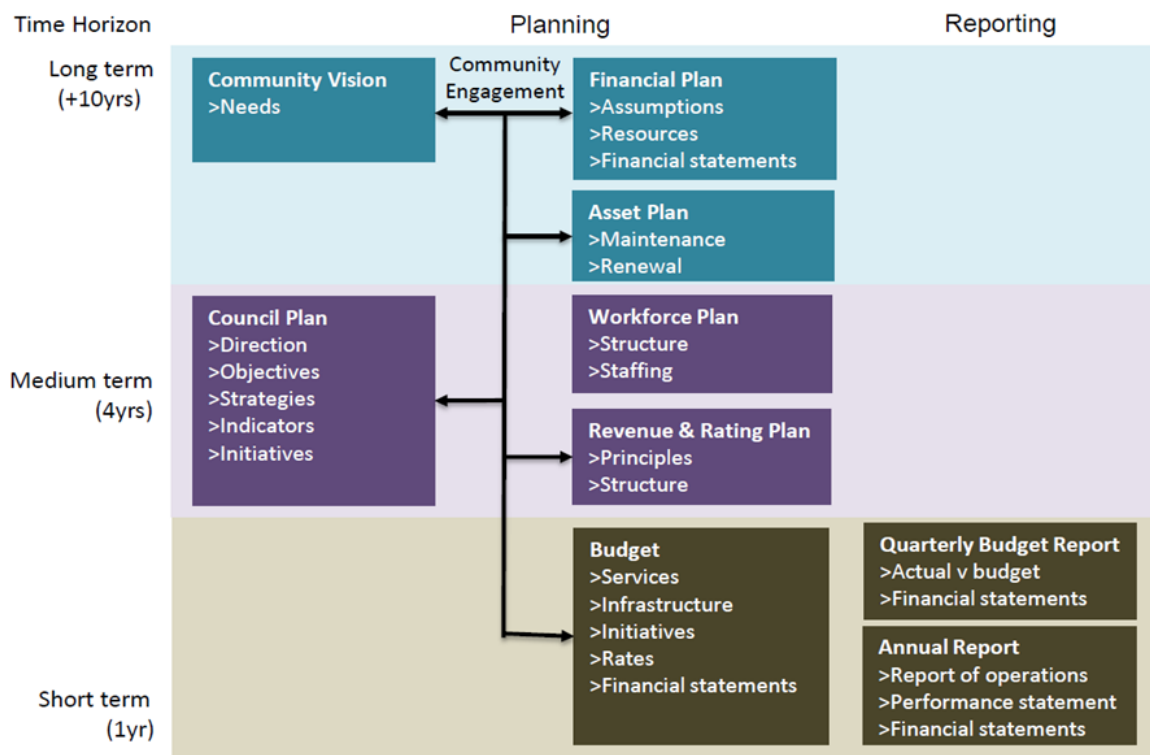 Time Horizon
Planning
Reporting
Long term
(+10yrs)
Community Vision
>Needs
Community
Engagement
Financial Plan
>Assumptions
>Resources
>Financial statements
Asset Plan
>Maintenance
>Renewal
Medium term
(4yrs)
Council Plan
>Direction
>Objectives
>Strategies
>Indicators
>Initiatives
Workforce Plan
>Structure
>Staffing
Revenue & Rating Plan
>Principles
>Structure
Short term
(1yr)
Budget
>Services
>Infrastructure
>Initiatives
>Rates
>Financial statements
Quarterly Budget Report
>Actual v budget
>Financial statements
Annual Report
>Report of operations
>Performance statement
>Financial statements